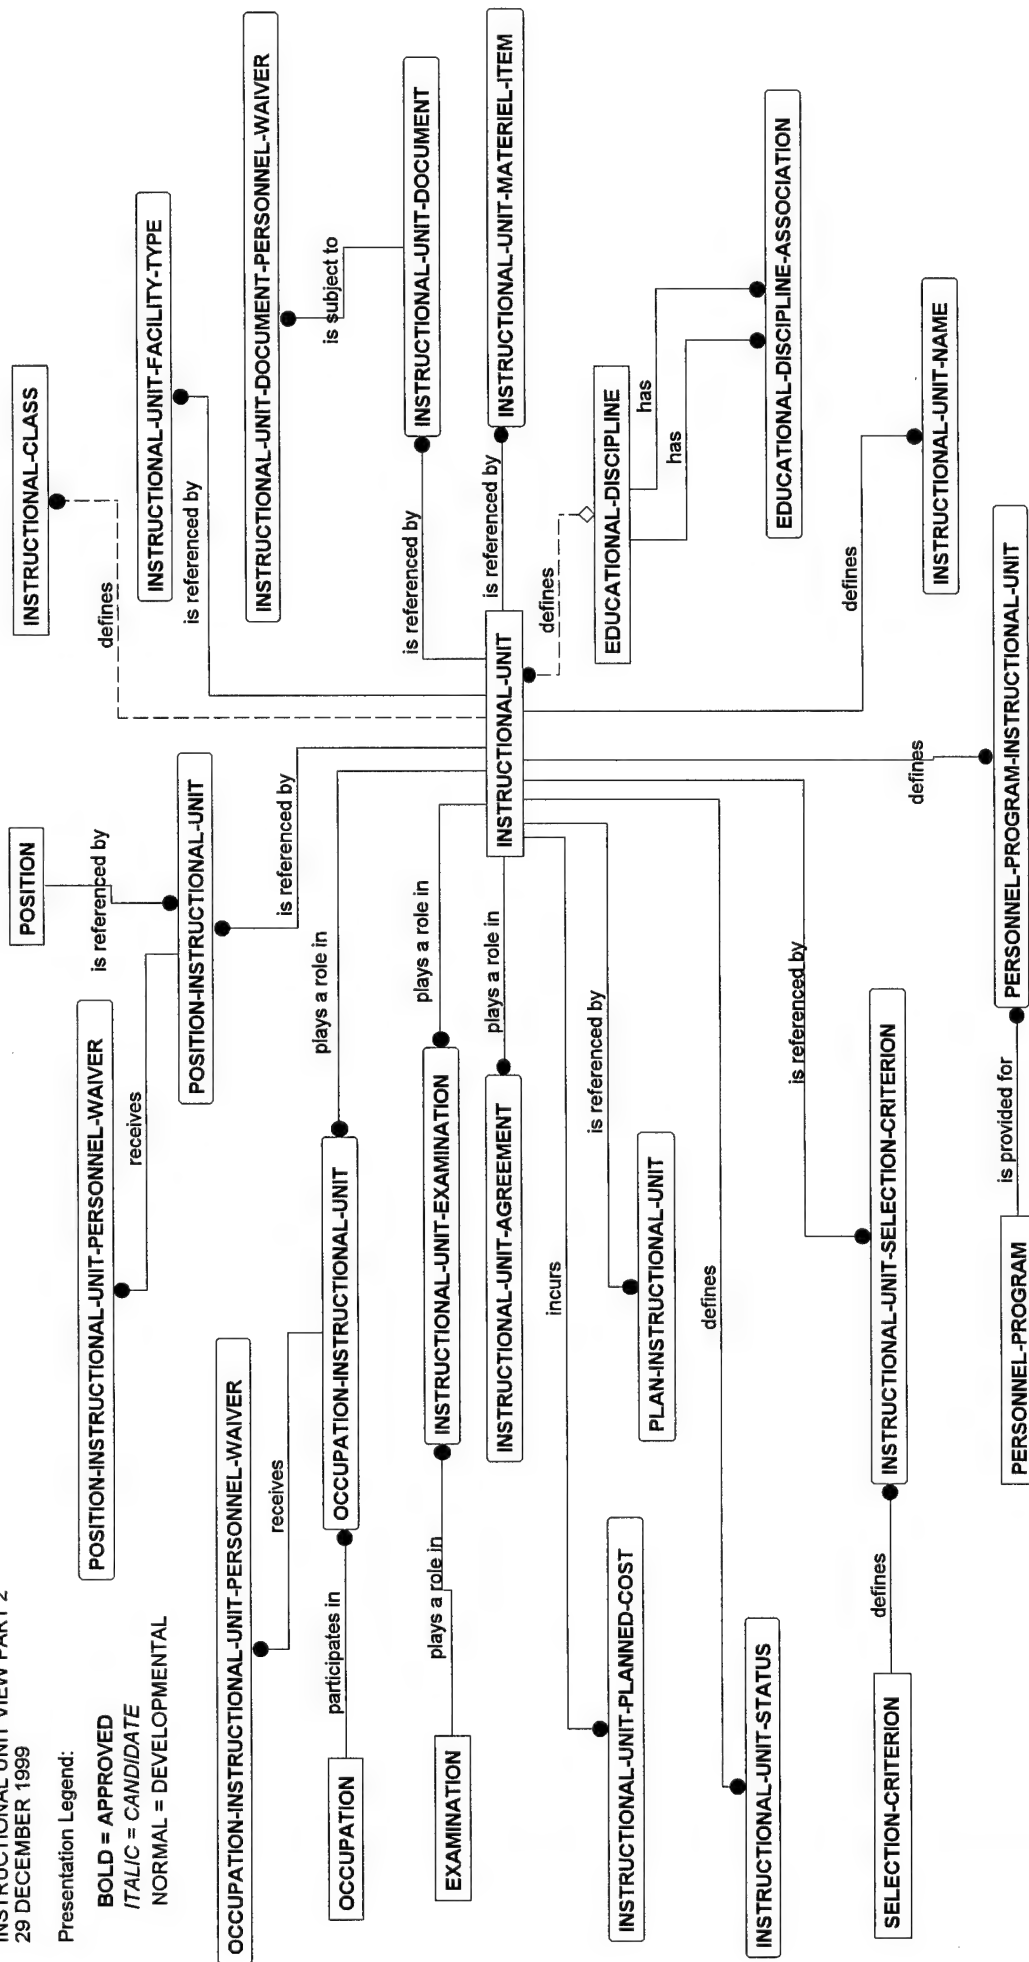 INSTRUCTIONAL UNIT VIEW PART 2
29 DECEMBER 1999
Presentation Legend:
BOLD = APPROVED
ITALIC = CANDIDATE
NORMAL = DEVELOPMENTAL
POSITION
INSTRUCTIONAL-CLASS
is referenced by
defines
POSITION-INSTRUCTIONAL-UNIT-PERSONNEL-WAIVER
receives
POSITION-INSTRUCTIONAL-UNIT
is referenced by
INSTRUCTIONAL-UNIT-FACILITY-TYPE
is referenced by
OCCUPATION-INSTRUCTIONAL-UNIT-PERSONNEL-WAIVER
receives
INSTRUCTIONAL-UNIT-DOCUMENT-PERSONNEL-WAIVER
is subject to
OCCUPATION
participates in
OCCUPATION-INSTRUCTIONAL-UNIT
plays a role in
INSTRUCTIONAL-UNIT-DOCUMENT
is referenced by
EXAMINATION
plays a role in
INSTRUCTIONAL-UNIT-EXAMINATION
plays a role in
INSTRUCTIONAL-UNIT-AGREEMENT
plays a role in
INSTRUCTIONAL-UNIT
is referenced by
INSTRUCTIONAL-UNIT-MATERIEL-ITEM
incurs
is referenced by
defines
EDUCATIONAL-DISCIPLINE
has
has
INSTRUCTIONAL-UNIT-PLANNED-COST
PLAN-INSTRUCTIONAL-UNIT
defines
EDUCATIONAL-DISCIPLINE-ASSOCIATION
INSTRUCTIONAL-UNIT-STATUS
is referenced by
defines
SELECTION-CRITERION
defines
INSTRUCTIONAL-UNIT-SELECTION-CRITERION
defines
INSTRUCTIONAL-UNIT-NAME
PERSONNEL-PROGRAM
is provided for
PERSONNEL-PROGRAM-INSTRUCTIONAL-UNIT